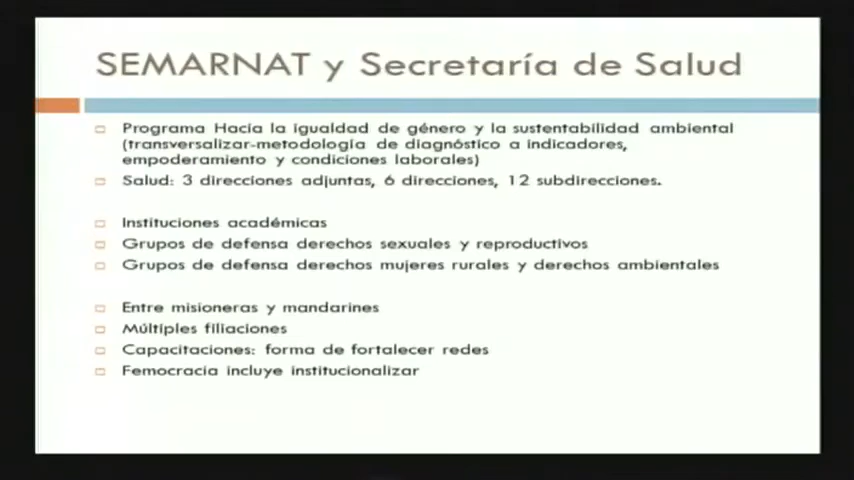 SEMARNAT y Secretaría de Salud
Programa Hacia la igualdad de género y la sustentabilidad ambiental
(transversalizar-metodología de diagnóstico a indicadores,
empoderamiento y condiciones laborales)
Salud: 3 direcciones adjuntas, 6 direcciones, 12 subdirecciones.
Instituciones académicas
Grupos de defensa derechos sexuales y reproductivos
Grupos de defensa derechos mujeres rurales y derechos ambientales
Entre misioneras y mandarines
Múltiples filiaciones
Capacitaciones: forma de fortalecer redes
Femocracia incluye institucionalizar